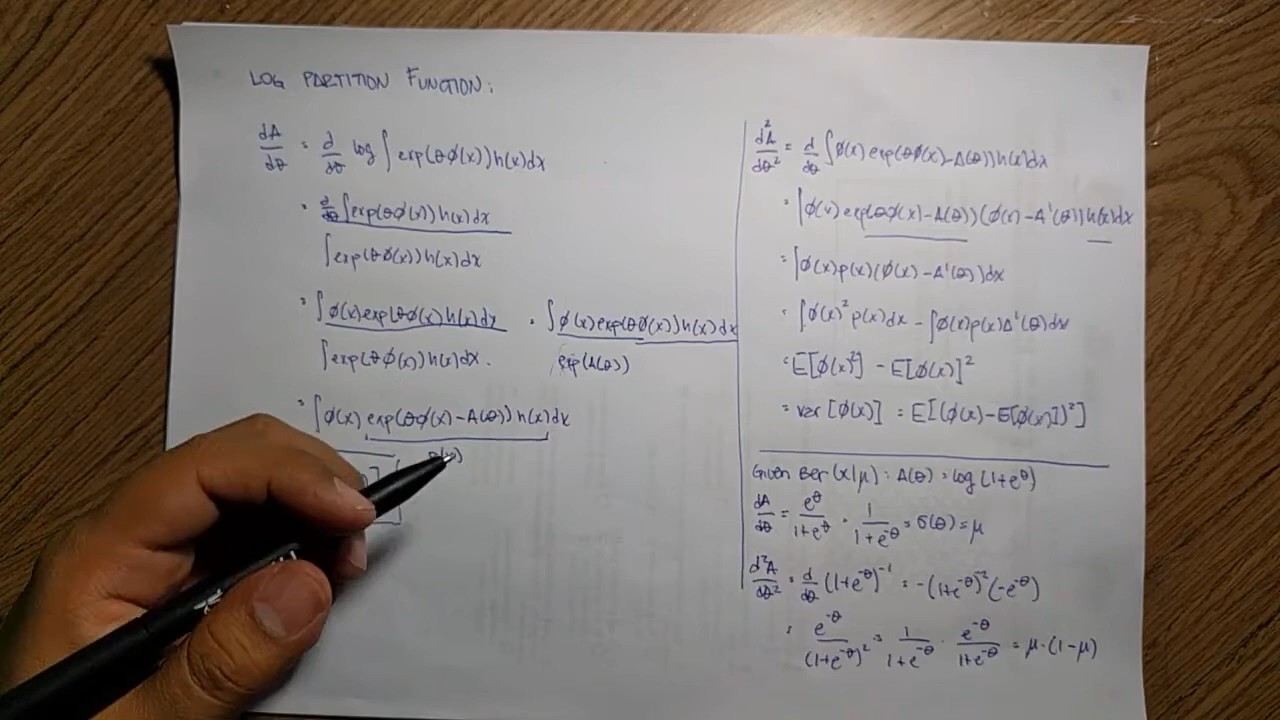 LOG PARTITION FUNCTION:
dA/dθ = d/dθ log ∫ exp(θφ(x))h(x)dx
= d/dθ ∫exp(θφ(x))h(x)dx / ∫exp(θφ(x))h(x)dx
= ∫φ(x)exp(θφ(x))h(x)dx / ∫exp(θφ(x))h(x)dx. = ∫φ(x)exp(θφ(x))h(x)dx / exp(A(θ))
= ∫φ(x) exp(θφ(x)-A(θ))h(x)dx
d²A/dθ² = d/dθ ∫φ(x) exp(θφ(x)-A(θ))h(x)dx
= ∫φ(x) exp(θφ(x)-A(θ))(φ(x)-A'(θ))h(x)dx
= ∫φ(x)p(x)(φ(x)-A'(θ))dx
= ∫φ(x)²p(x)dx - ∫φ(x)p(x)A'(θ)dx
= E[φ(x)²] - E[φ(x)]²
= var[φ(x)] = E[(φ(x)-E[φ(x)])²]
GIVEN Ber(x|μ): A(θ) = log(1+e^θ)
dA/dθ = e^θ/1+e^θ = 1/1+e^-θ = σ(θ) = μ
d²A/dθ² = d/dθ (1+e^-θ)^-1 = -(1+e^-θ)^-2(-e^-θ)
= e^-θ/(1+e^-θ)² = 1/1+e^-θ · e^-θ/1+e^-θ = μ·(1-μ)